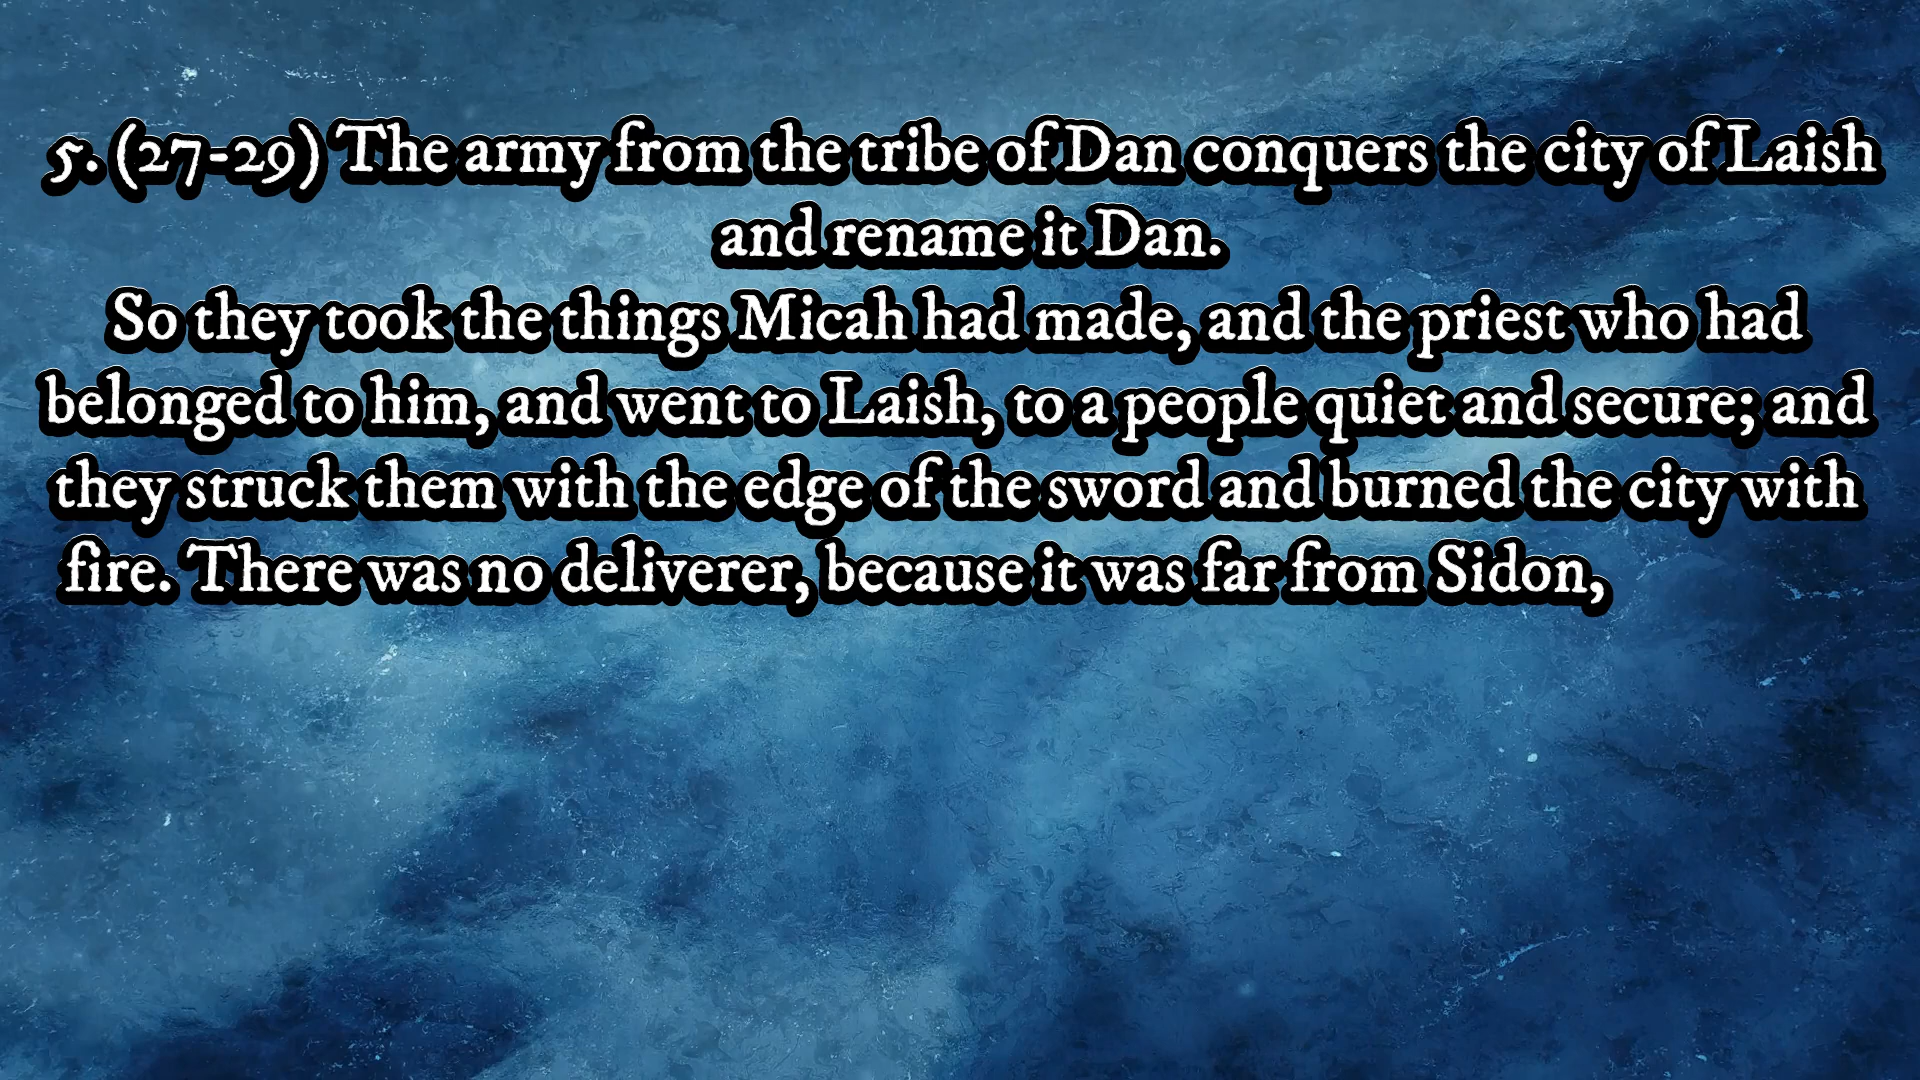 5. (27-29) The army from the tribe of Dan conquers the city of Laish
and rename it Dan.
So they took the things Micah had made, and the priest who had
belonged to him, and went to Laish, to a people quiet and secure; and
they struck them with the edge of the sword and burned the city with
fire. There was no deliverer, because it was far from Sidon,